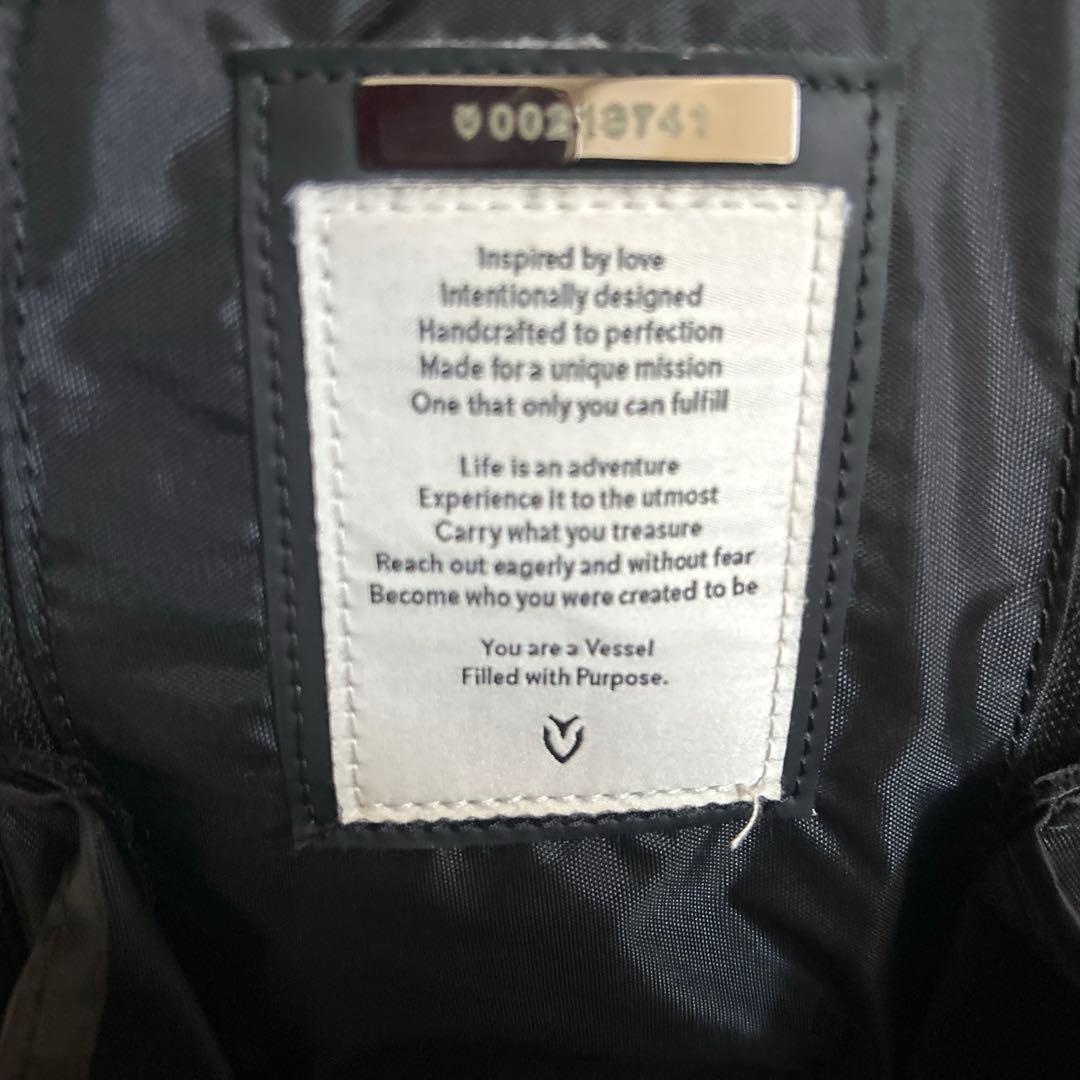 00218741
Inspired by love
Intentionally designed
Handcrafted to perfection
Made for a unique mission
One that only you can fulfill
Life is an adventure
Experience it to the utmost
Carry what you treasure
Reach out eagerly and without fear
Become who you were created to be
You are a Vessel
Filled with Purpose.